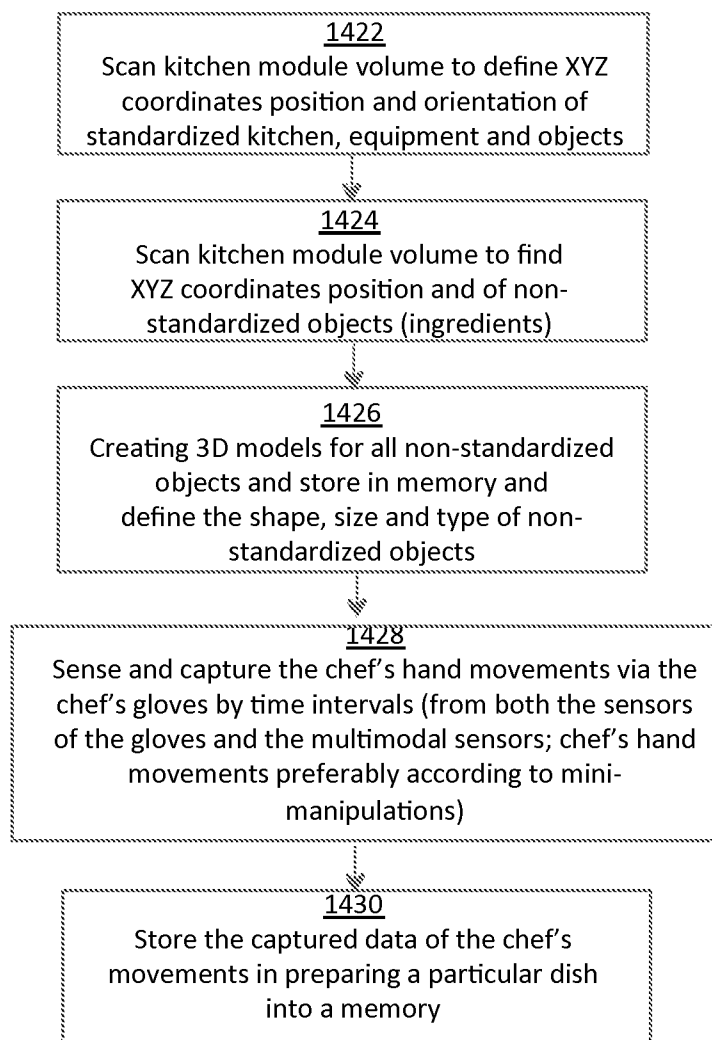 1422
Scan kitchen module volume to define XYZ
coordinates position and orientation of
standardized kitchen, equipment and objects
1424
Scan kitchen module volume to find
XYZ coordinates position and of non-
standardized objects (ingredients)
1426
Creating 3D models for all non-standardized
objects and store in memory and
define the shape, size and type of non-
standardized objects
1428
Sense and capture the chef’s hand movements via the
chef’s gloves by time intervals (from both the sensors
of the gloves and the multimodal sensors; chef’s hand
movements preferably according to mini-
manipulations)
1430
Store the captured data of the chef’s
movements in preparing a particular dish
into a memory